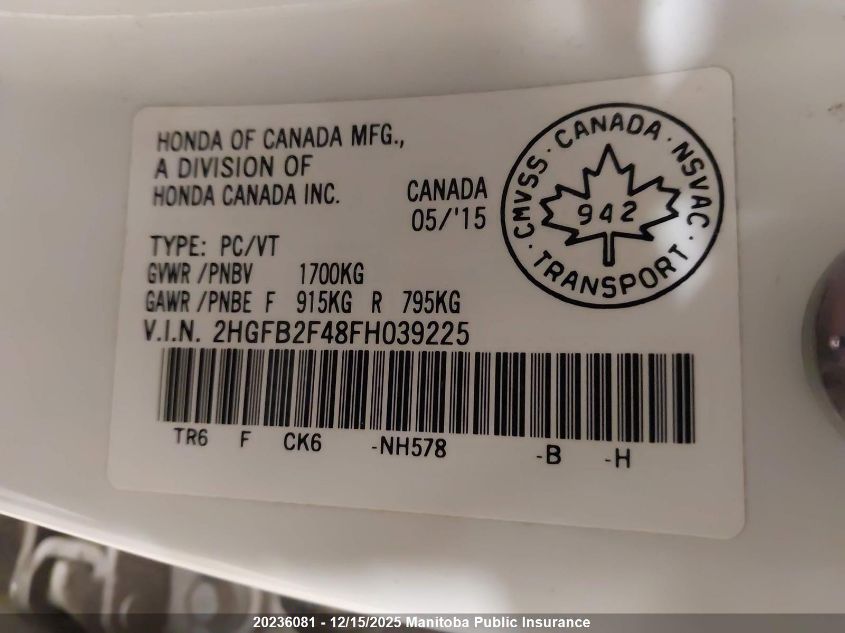 HONDA OF CANADA MFG.,
A DIVISION OF
HONDA CANADA INC.
CANADA
05/'15
TYPE: PC/VT
GVWR /PNBV 1700KG
GAWR /PNBE F 915KG R 795KG
V.I.N. 2HGFB2F48FH039225
TR6 F CK6 -NH578 -B -H
CMVSS · CANADA · NSVAC
· TRANSPORT ·
942
20236081 - 12/15/2025 Manitoba Public Insurance